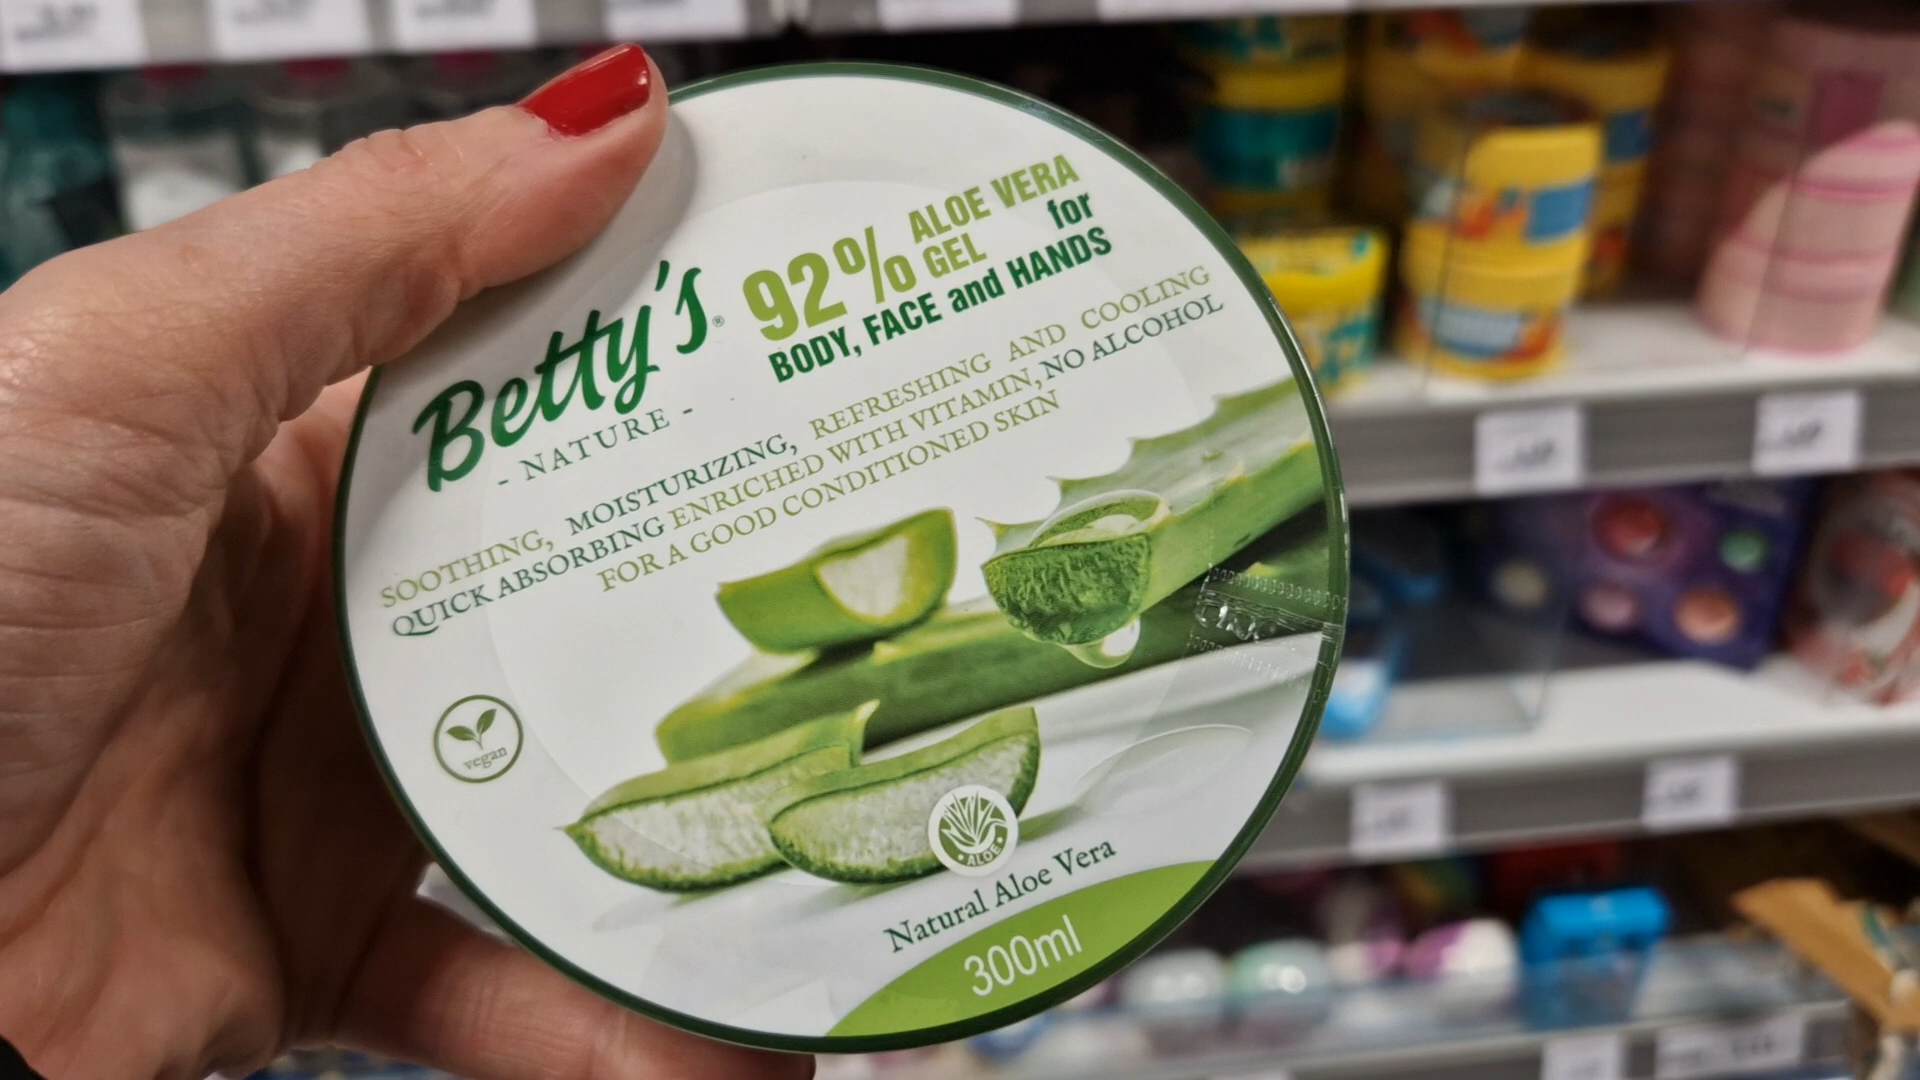 Betty's®
- NATURE -
92% ALOE VERA
GEL for
BODY, FACE and HANDS
SOOTHING, MOISTURIZING, REFRESHING AND COOLING
QUICK ABSORBING ENRICHED WITH VITAMIN, NO ALCOHOL
FOR A GOOD CONDITIONED SKIN
vegan
ALOE
Natural Aloe Vera
300ml